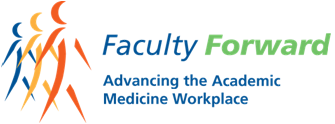 Faculty Forward
Advancing the Academic
Medicine Workplace